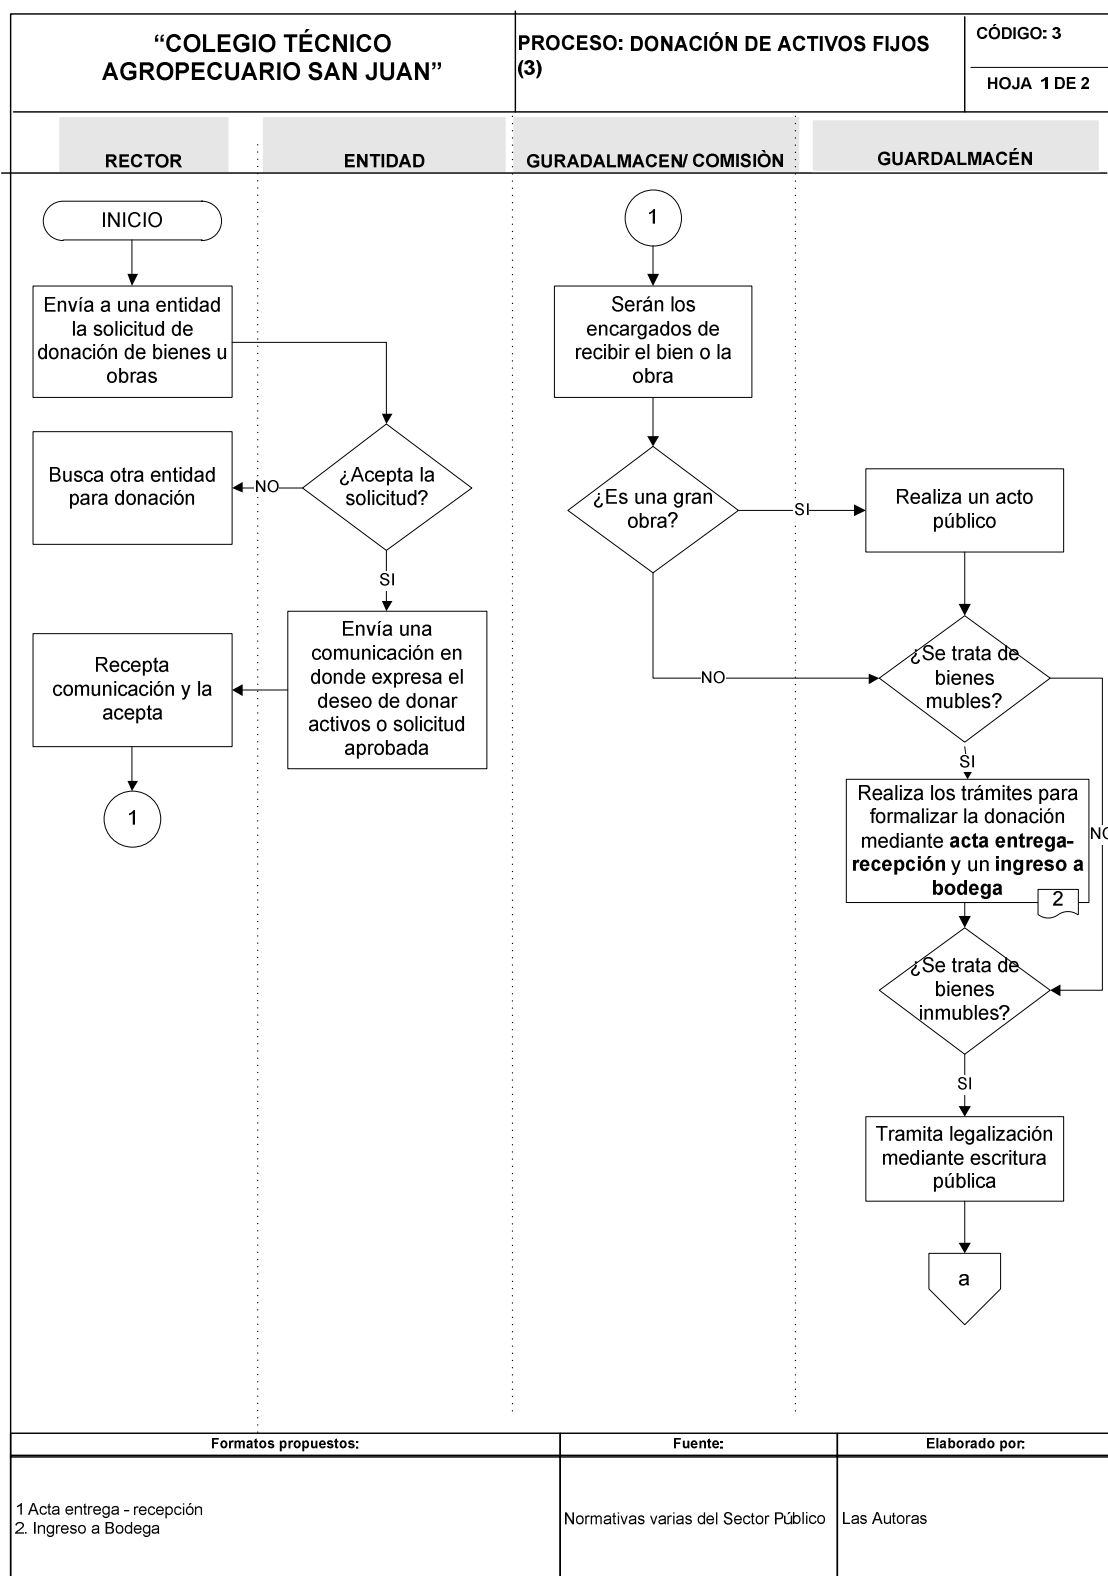 “COLEGIO TÉCNICO
AGROPECUARIO SAN JUAN”
PROCESO: DONACIÓN DE ACTIVOS FIJOS
(3)
CÓDIGO: 3
HOJA 1 DE 2
RECTOR
ENTIDAD
GURADALMACEN/ COMISIÒN
GUARDALMACÉN
INICIO
Envía a una entidad
la solicitud de
donación de bienes u
obras
¿Acepta la
solicitud?
NO
Busca otra entidad
para donación
SI
Envía una
comunicación en
donde expresa el
deseo de donar
activos o solicitud
aprobada
Recepta
comunicación y la
acepta
1
1
Serán los
encargados de
recibir el bien o la
obra
¿Es una gran
obra?
SI
Realiza un acto
público
NO
¿Se trata de
bienes
mubles?
SI
NO
Realiza los trámites para
formalizar la donación
mediante acta entrega-
recepción y un ingreso a
bodega
2
¿Se trata de
bienes
inmubles?
SI
Tramita legalización
mediante escritura
pública
a
Formatos propuestos:
Fuente:
Elaborado por:
1 Acta entrega - recepción
2. Ingreso a Bodega
Normativas varias del Sector Público
Las Autoras